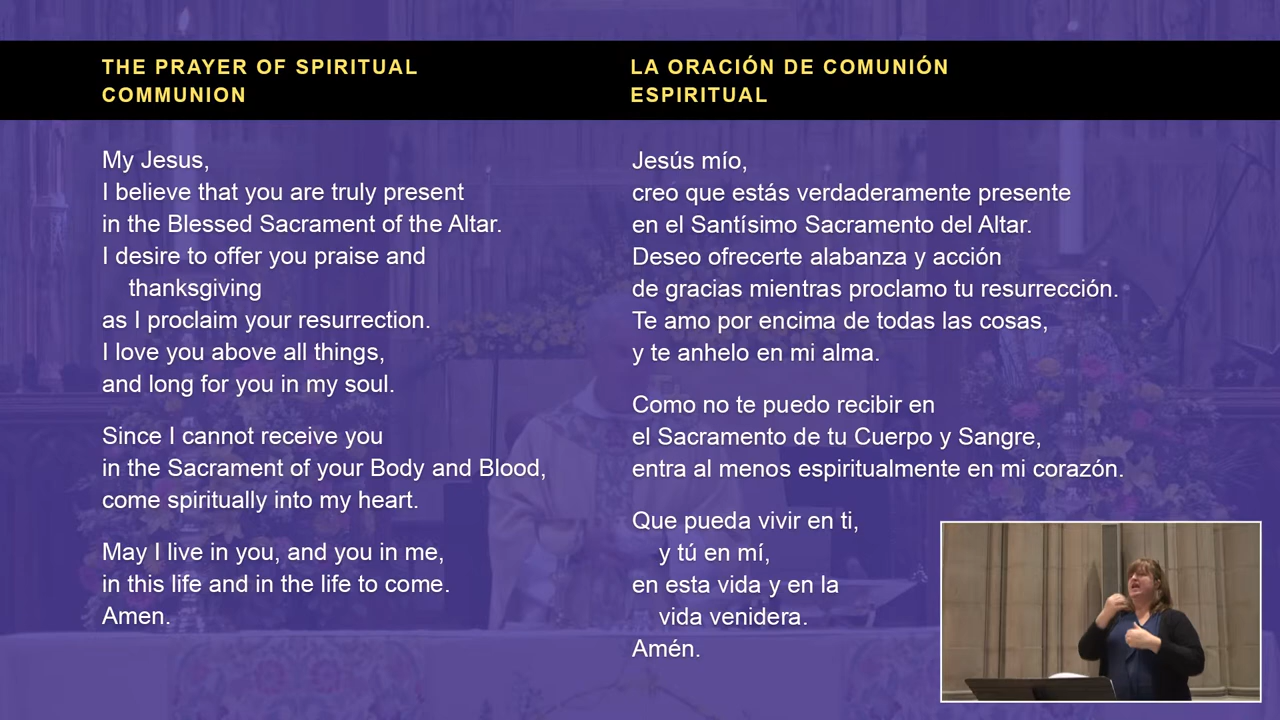 THE PRAYER OF SPIRITUAL
COMMUNION
My Jesus,
I believe that you are truly present
in the Blessed Sacrament of the Altar.
I desire to offer you praise and
thanksgiving
as I proclaim your resurrection.
I love you above all things,
and long for you in my soul.
Since I cannot receive you
in the Sacrament of your Body and Blood,
come spiritually into my heart.
May I live in you, and you in me,
in this life and in the life to come.
Amen.
LA ORACIÓN DE COMUNIÓN
ESPIRITUAL
Jesús mío,
creo que estás verdaderamente presente
en el Santísimo Sacramento del Altar.
Deseo ofrecerte alabanza y acción
de gracias mientras proclamo tu resurrección.
Te amo por encima de todas las cosas,
y te anhelo en mi alma.
Como no te puedo recibir en
el Sacramento de tu Cuerpo y Sangre,
entra al menos espiritualmente en mi corazón.
Que pueda vivir en ti,
y tú en mí,
en esta vida y en la
vida venidera.
Amén.